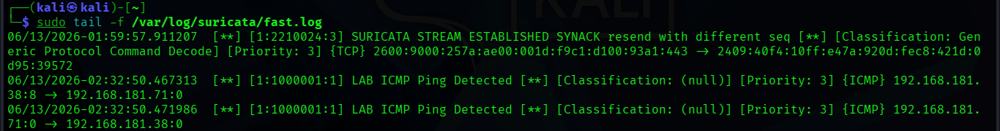 ┌──(kali㉿kali)-[~]
└─$ sudo tail -f /var/log/suricata/fast.log
06/13/2026-01:59:57.911207  [**] [1:2210024:3] SURICATA STREAM ESTABLISHED SYNACK resend with different seq [**] [Classification: Gen
eric Protocol Command Decode] [Priority: 3] {TCP} 2600:9000:257a:ae00:001d:f9c1:d100:93a1:443 → 2409:40f4:10ff:e47a:920d:fec8:421d:0
d95:39572
06/13/2026-02:32:50.467313  [**] [1:1000001:1] LAB ICMP Ping Detected [**] [Classification: (null)] [Priority: 3] {ICMP} 192.168.181.
38:8 → 192.168.181.71:0
06/13/2026-02:32:50.471986  [**] [1:1000001:1] LAB ICMP Ping Detected [**] [Classification: (null)] [Priority: 3] {ICMP} 192.168.181.
71:0 → 192.168.181.38:0